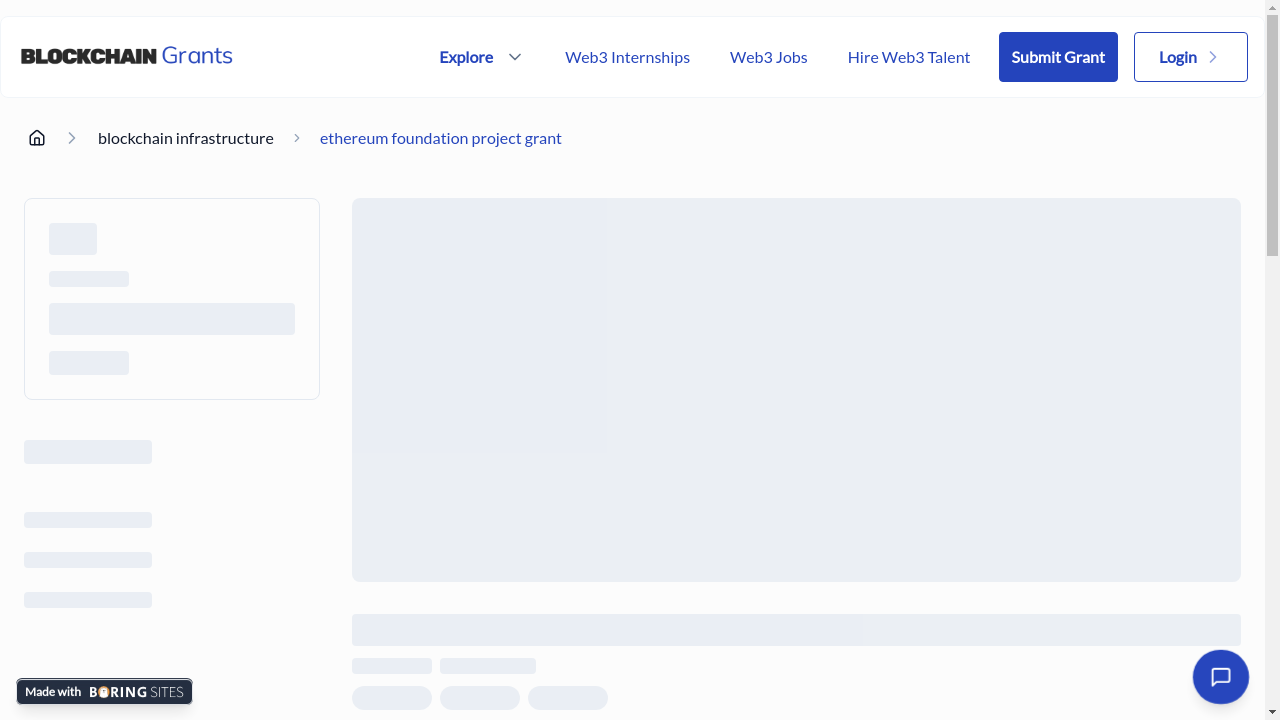 BLOCKCHAIN Grants
Explore
Web3 Internships
Web3 Jobs
Hire Web3 Talent
Submit Grant
Login
blockchain infrastructure
ethereum foundation project grant
Made with BORING SITES